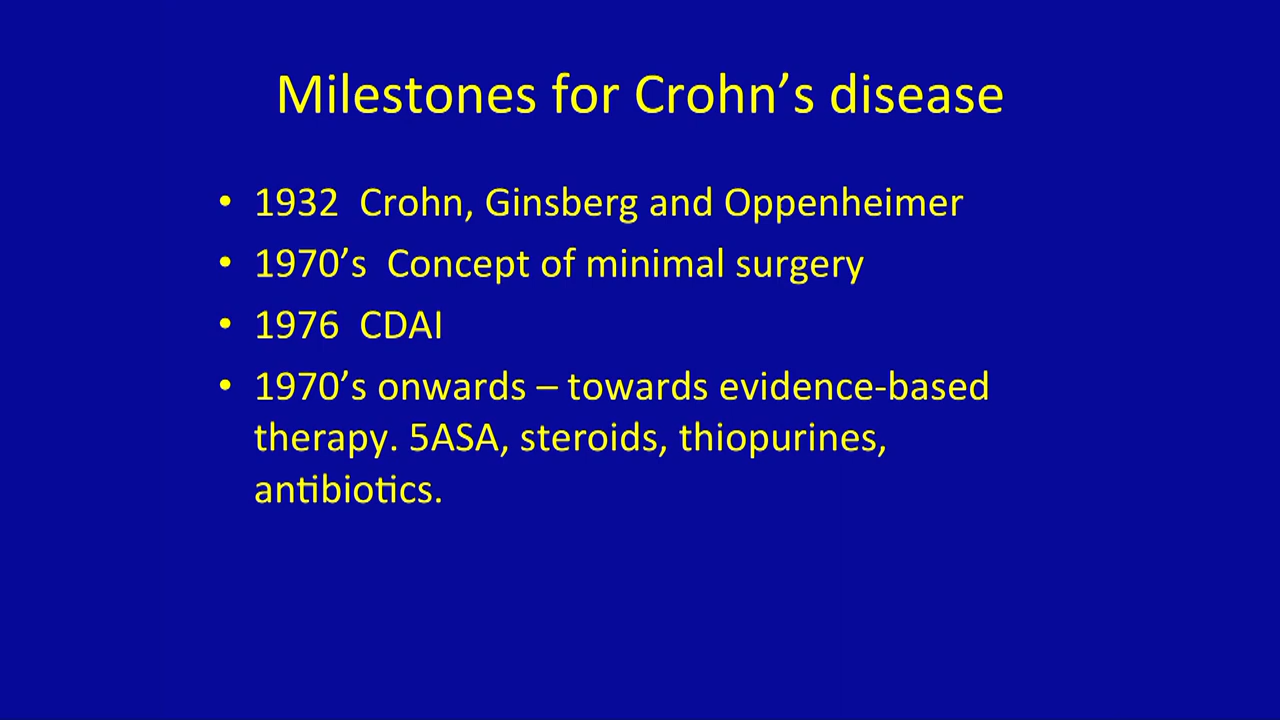 Milestones for Crohn’s disease
• 1932  Crohn, Ginsberg and Oppenheimer
• 1970’s  Concept of minimal surgery
• 1976  CDAI
• 1970’s onwards – towards evidence-based
therapy. 5ASA, steroids, thiopurines,
antibiotics.